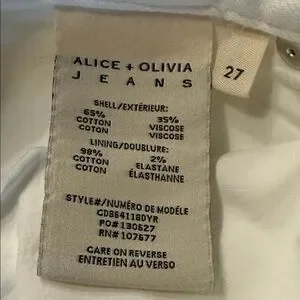 ALICE + OLIVIA
JEANS
27
SHELL/EXTÉRIEUR:
65% 35%
COTTON VISCOSE
COTON VISCOSE
LINING/DOUBLURE:
98% 2%
COTTON ELASTANE
COTON ÉLASTHANNE
STYLE#/NUMÉRO DE MODÈLE
CD864118DYR
PO#130627
RN#107677
CARE ON REVERSE
ENTRETIEN AU VERSO